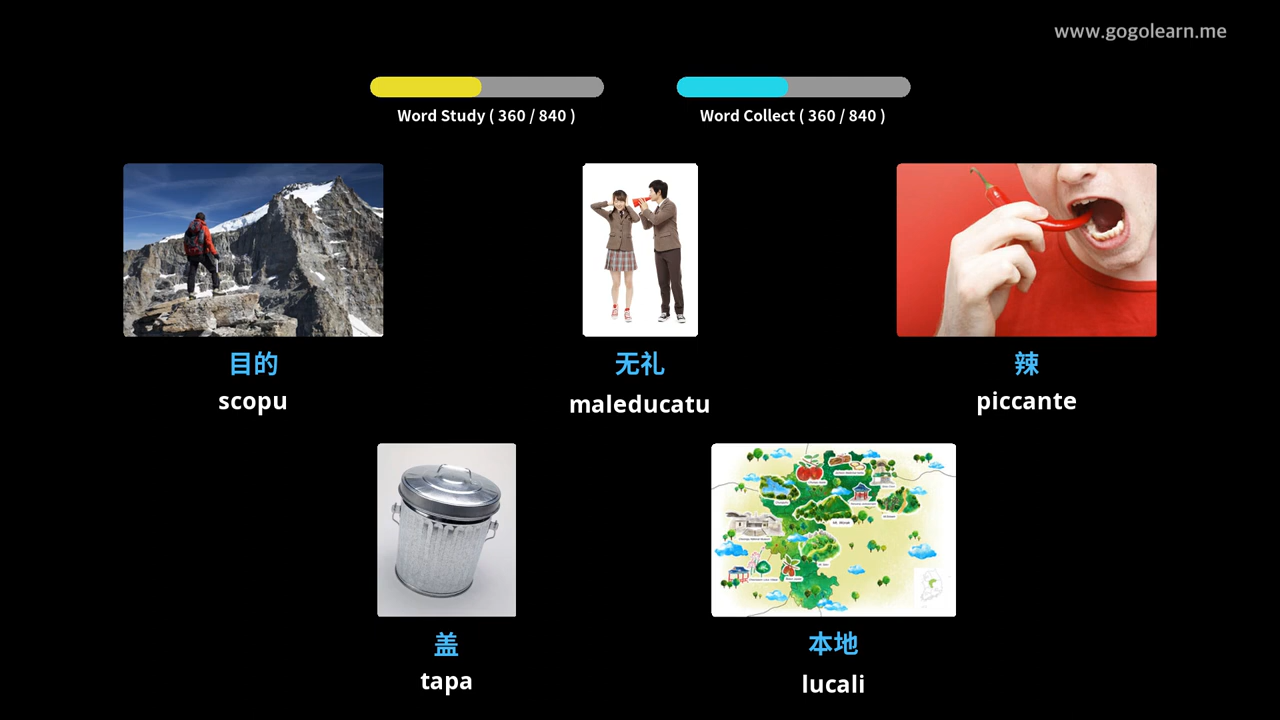 www.gogolearn.me
Word Study ( 360 / 840 )
Word Collect ( 360 / 840 )
目的
scopu
无礼
maleducatu
辣
piccante
盖
tapa
本地
lucali